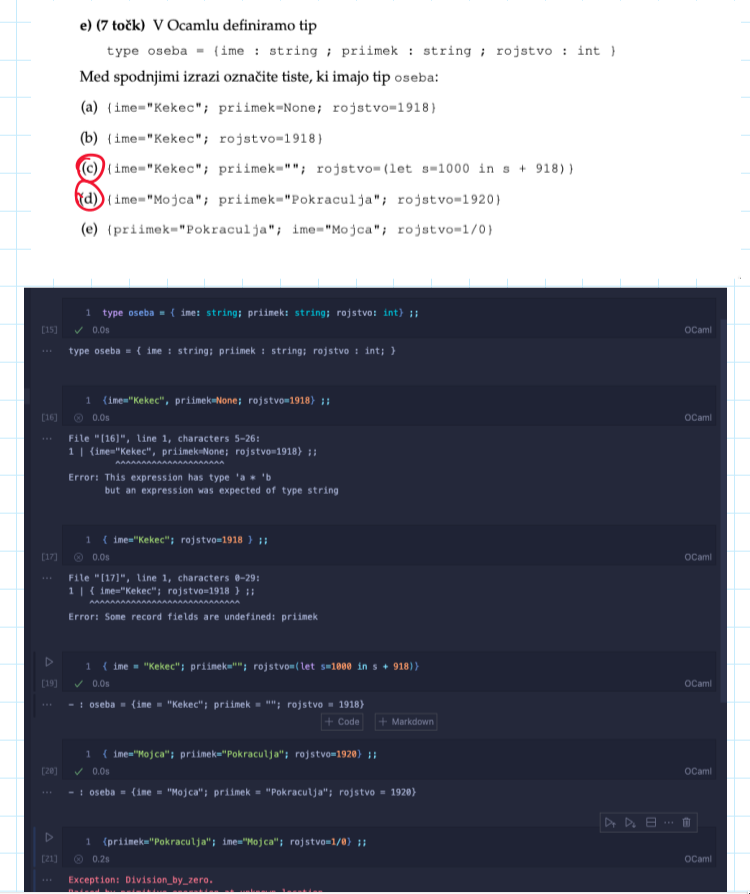 e) (7 točk) V Ocamlu definiramo tip
type oseba = {ime : string ; priimek : string ; rojstvo : int }
Med spodnjimi izrazi označite tiste, ki imajo tip oseba:
(a) {ime="Kekec"; priimek=None; rojstvo=1918}
(b) {ime="Kekec"; rojstvo=1918}
(c) {ime="Kekec"; priimek=""; rojstvo=(let s=1000 in s + 918)}
(d) {ime="Mojca"; priimek="Pokraculja"; rojstvo=1920}
(e) {priimek="Pokraculja"; ime="Mojca"; rojstvo=1/0}
1 type oseba = { ime: string; priimek: string; rojstvo: int} ;;
[15] ✓ 0.0s OCaml
... type oseba = { ime : string; priimek : string; rojstvo : int; }
1 {ime="Kekec", priimek=None; rojstvo=1918} ;;
[16] 0.0s OCaml
... File "[16]", line 1, characters 5-26:
1 | {ime="Kekec", priimek=None; rojstvo=1918} ;;
^^^^^^^^^^^^^^^^^^^^^
Error: This expression has type 'a * 'b
but an expression was expected of type string
1 { ime="Kekec"; rojstvo=1918 } ;;
[17] 0.0s OCaml
... File "[17]", line 1, characters 0-29:
1 | { ime="Kekec"; rojstvo=1918 } ;;
^^^^^^^^^^^^^^^^^^^^^^^^^^^^^
Error: Some record fields are undefined: priimek
1 { ime = "Kekec"; priimek=""; rojstvo=(let s=1000 in s + 918)}
[19] ✓ 0.0s OCaml
... - : oseba = {ime = "Kekec"; priimek = ""; rojstvo = 1918}
+ Code + Markdown
1 { ime="Mojca"; priimek="Pokraculja"; rojstvo=1920} ;;
[20] ✓ 0.0s OCaml
... - : oseba = {ime = "Mojca"; priimek = "Pokraculja"; rojstvo = 1920}
1 {priimek="Pokraculja"; ime="Mojca"; rojstvo=1/0} ;;
[21] 0.2s OCaml
... Exception: Division_by_zero.